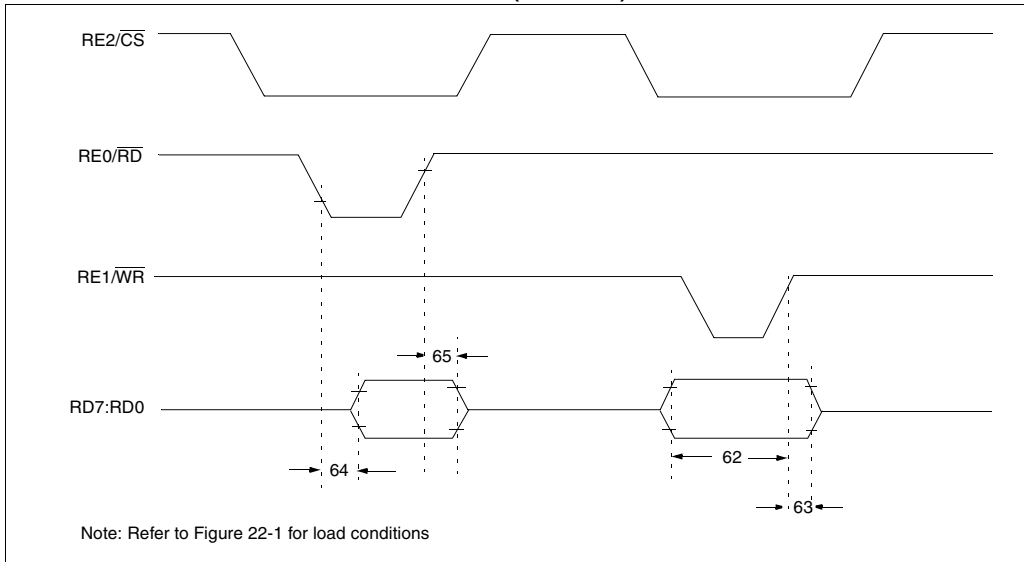 RE2/CS
RE0/RD
RE1/WR
65
RD7:RD0
62
64
63
Note: Refer to Figure 22-1 for load conditions